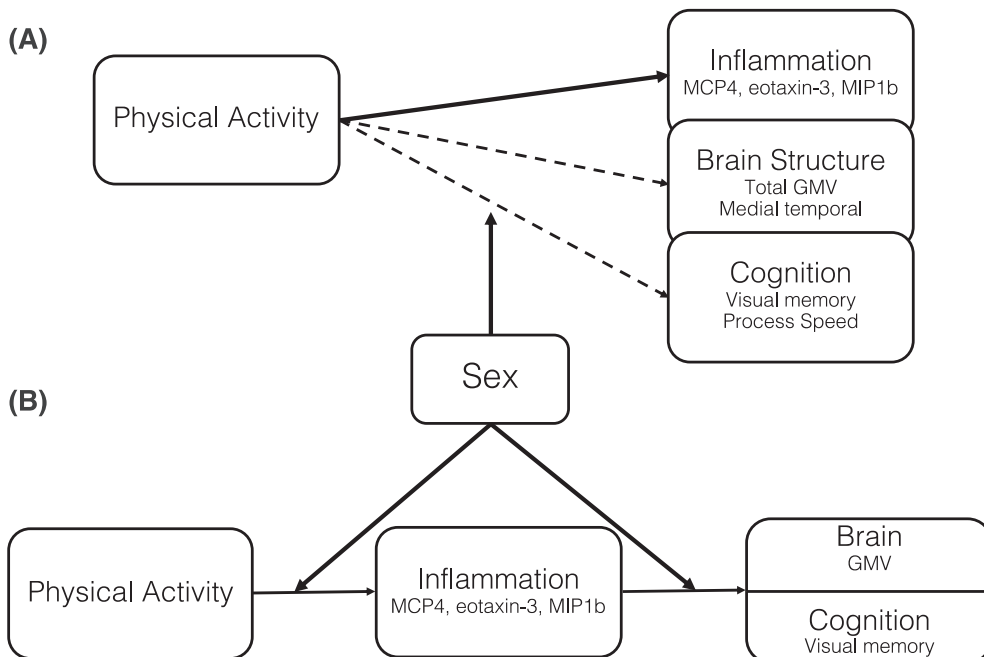 (A)
Physical Activity
Inflammation
MCP4, eotaxin-3, MIP1b
Brain Structure
Total GMV
Medial temporal
Cognition
Visual memory
Process Speed
Sex
(B)
Physical Activity
Inflammation
MCP4, eotaxin-3, MIP1b
Brain
GMV
Cognition
Visual memory